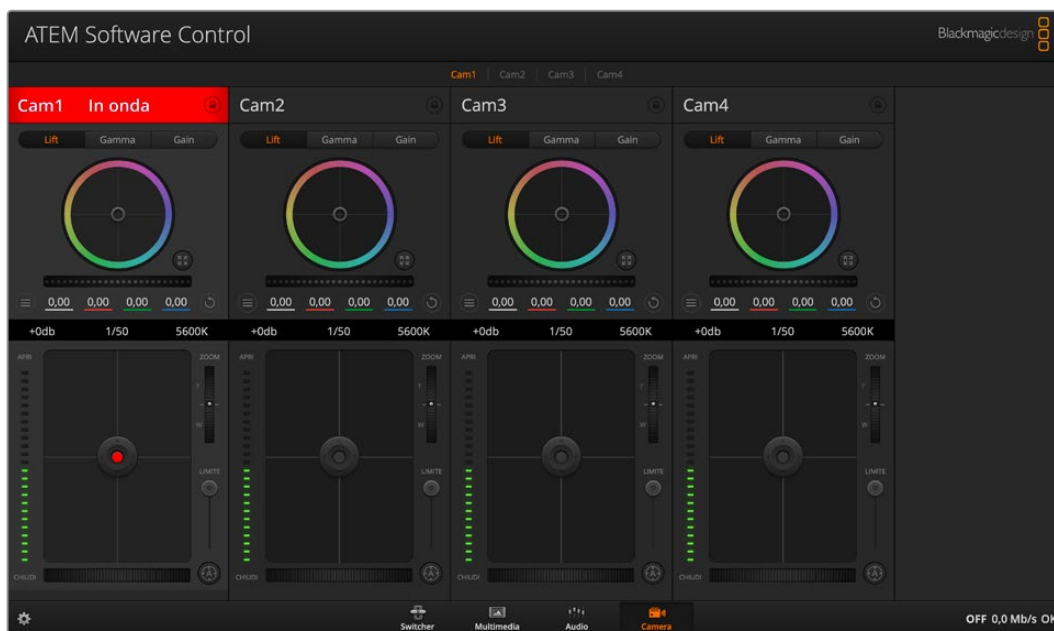 ATEM Software Control
Blackmagicdesign
Cam1 Cam2 Cam3 Cam4
Cam1 In onda Cam2 Cam3 Cam4
Lift Gamma Gain Lift Gamma Gain Lift Gamma Gain Lift Gamma Gain
0,00 0,00 0,00 0,00 0,00 0,00 0,00 0,00 0,00 0,00 0,00 0,00 0,00 0,00 0,00 0,00
+0db 1/50 5600K +0db 1/50 5600K +0db 1/50 5600K +0db 1/50 5600K
APRI ZOOM APRI ZOOM APRI ZOOM APRI ZOOM
T T T T
W W W W
LIMITE LIMITE LIMITE LIMITE
CHIUDI A CHIUDI A CHIUDI A CHIUDI A
Switcher Multimedia Audio Camera
OFF 0,0 Mb/s OK